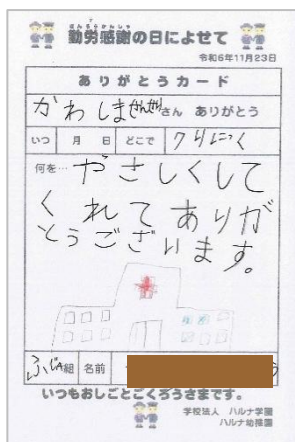 勤労感謝の日によせて
きんろうかんしゃ
令和6年11月23日
ありがとうカード
かわしませんせいさん ありがとう
いつ 月 日 どこで クリにっく
何を… やさしくして
くれてありが
とうございます。
ふじA組 名前
いつもおしごとごくろうさまです。
学校法人 ハルナ学園
ハルナ幼稚園